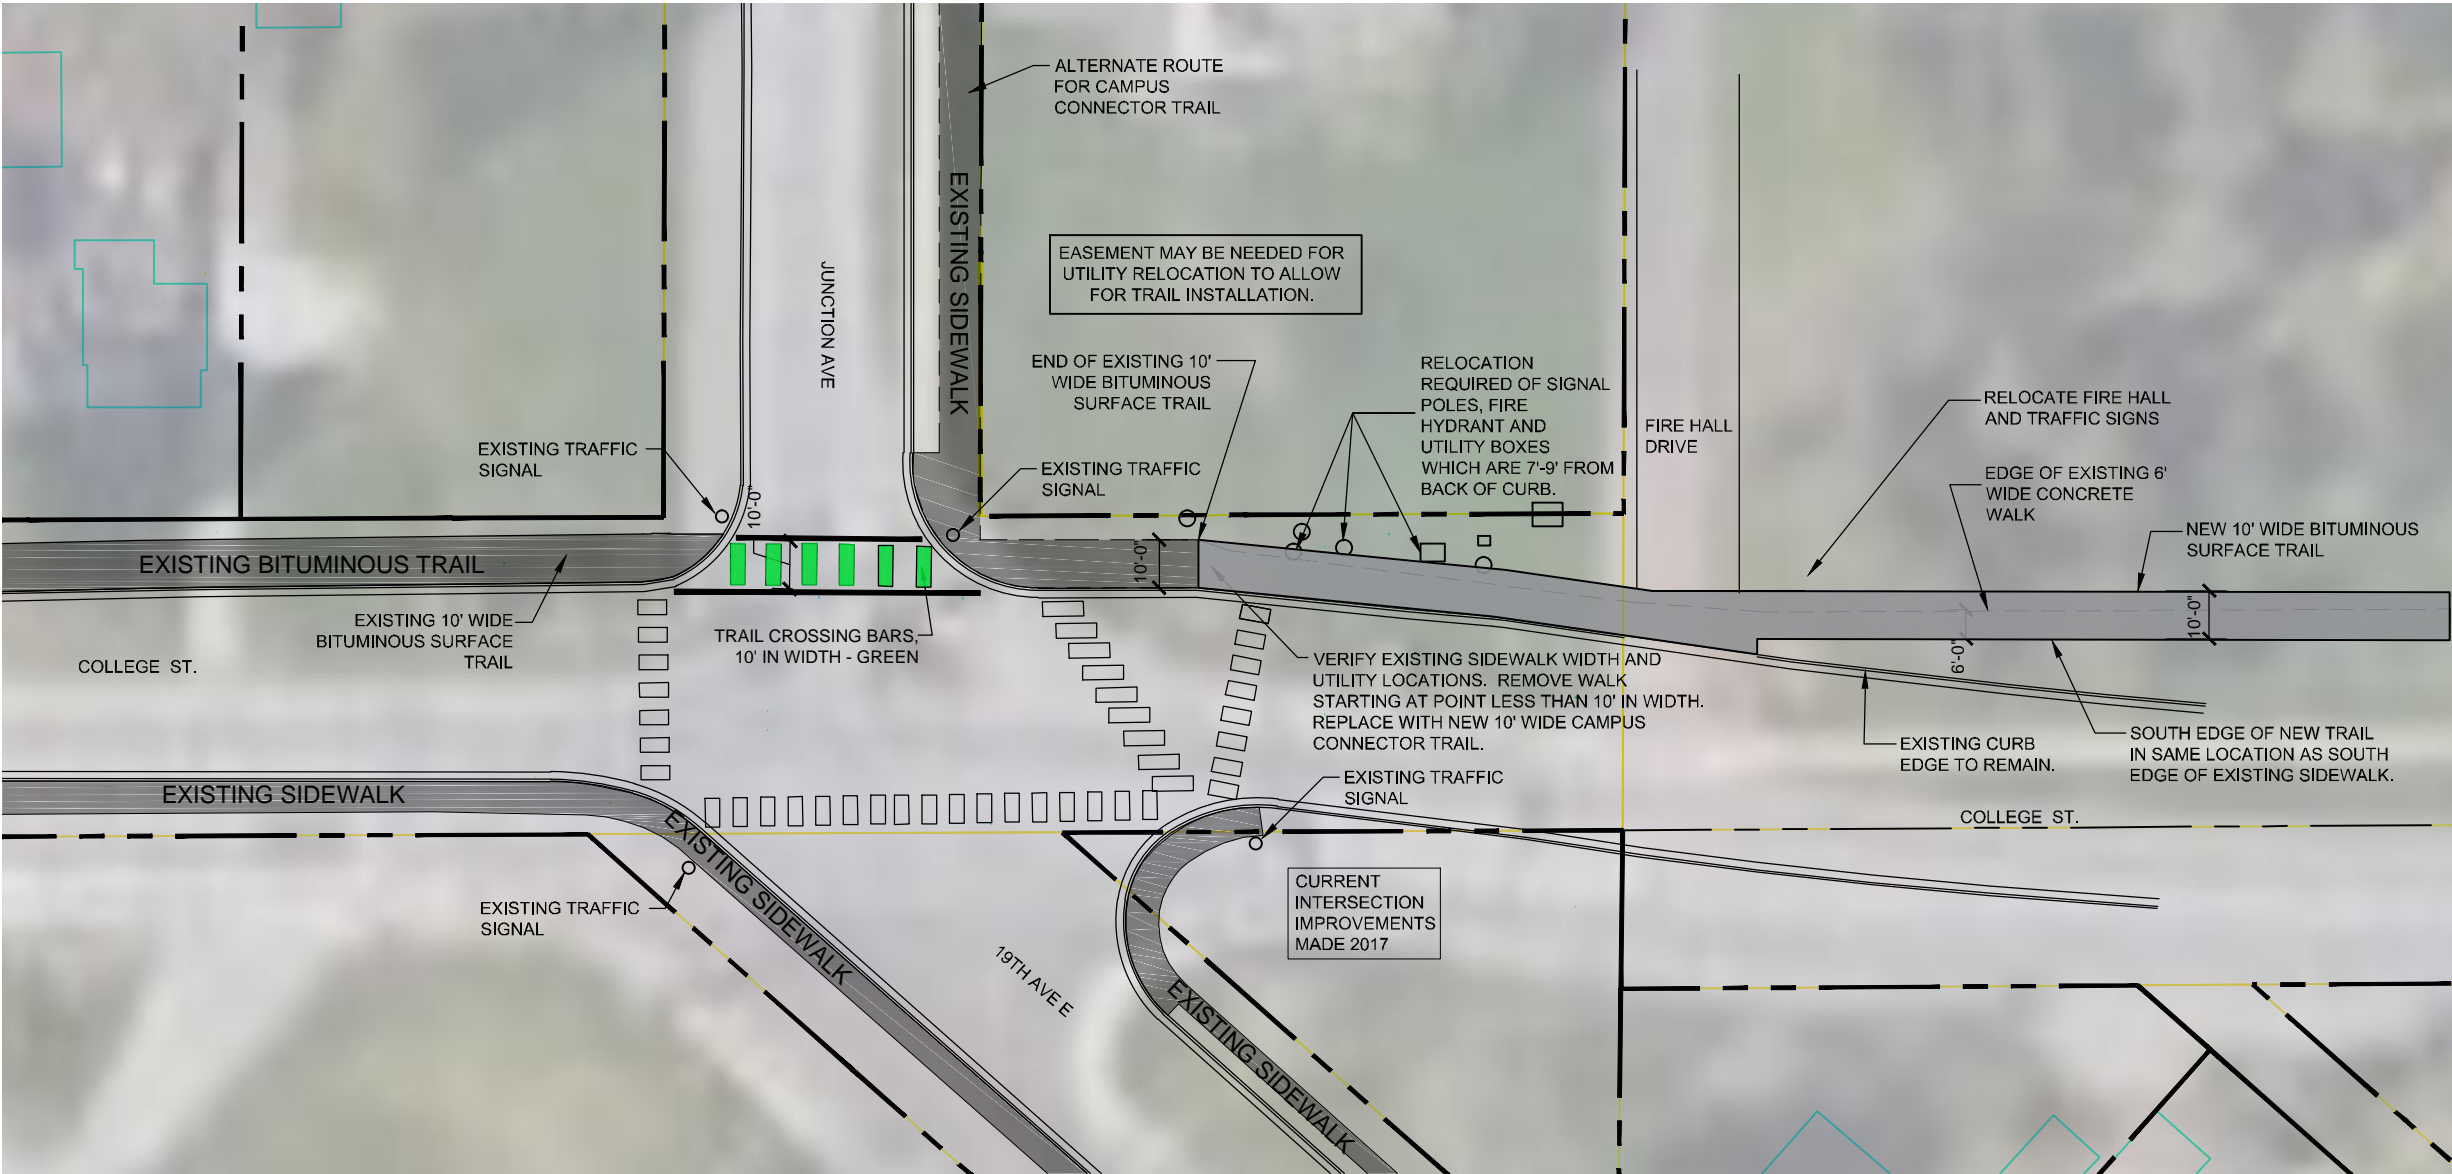 ALTERNATE ROUTE
FOR CAMPUS
CONNECTOR TRAIL
EXISTING SIDEWALK
JUNCTION AVE
EASEMENT MAY BE NEEDED FOR
UTILITY RELOCATION TO ALLOW
FOR TRAIL INSTALLATION.
END OF EXISTING 10'
WIDE BITUMINOUS
SURFACE TRAIL
RELOCATION
REQUIRED OF SIGNAL
POLES, FIRE
HYDRANT AND
UTILITY BOXES
WHICH ARE 7'-9' FROM
BACK OF CURB.
FIRE HALL
DRIVE
RELOCATE FIRE HALL
AND TRAFFIC SIGNS
EDGE OF EXISTING 6'
WIDE CONCRETE
WALK
NEW 10' WIDE BITUMINOUS
SURFACE TRAIL
EXISTING TRAFFIC
SIGNAL
EXISTING TRAFFIC
SIGNAL
10'-0"
10'-0"
10'-0"
6'-0"
EXISTING BITUMINOUS TRAIL
EXISTING 10' WIDE
BITUMINOUS SURFACE
TRAIL
TRAIL CROSSING BARS,
10' IN WIDTH - GREEN
COLLEGE ST.
VERIFY EXISTING SIDEWALK WIDTH AND
UTILITY LOCATIONS. REMOVE WALK
STARTING AT POINT LESS THAN 10' IN WIDTH.
REPLACE WITH NEW 10' WIDE CAMPUS
CONNECTOR TRAIL.
EXISTING CURB
EDGE TO REMAIN.
SOUTH EDGE OF NEW TRAIL
IN SAME LOCATION AS SOUTH
EDGE OF EXISTING SIDEWALK.
EXISTING SIDEWALK
EXISTING TRAFFIC
SIGNAL
COLLEGE ST.
EXISTING SIDEWALK
EXISTING TRAFFIC
SIGNAL
CURRENT
INTERSECTION
IMPROVEMENTS
MADE 2017
19TH AVE E
EXISTING SIDEWALK